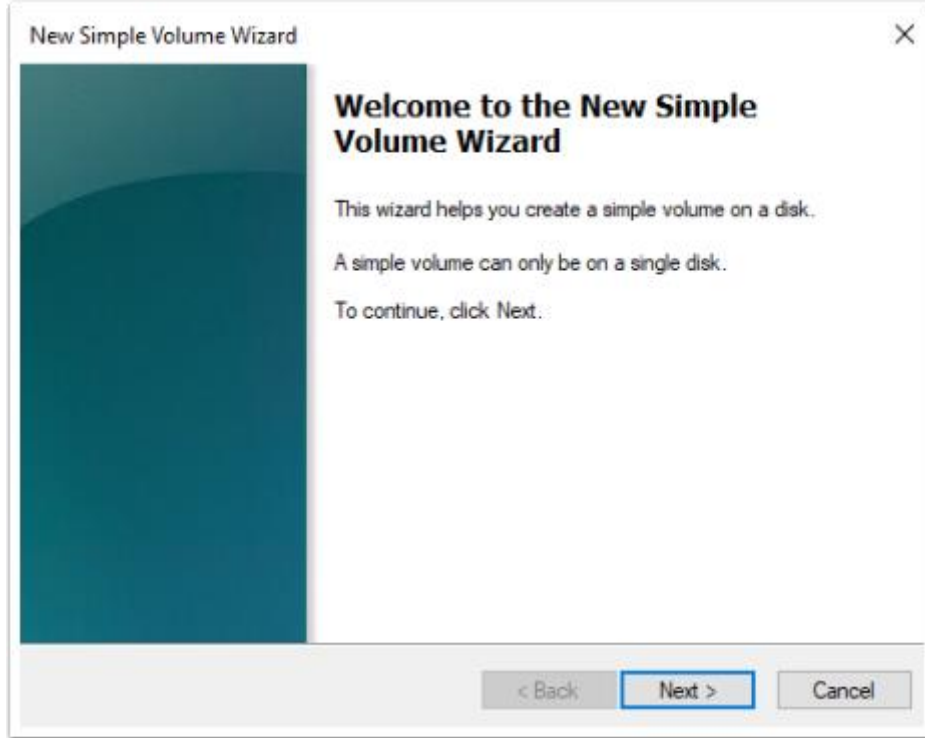 New Simple Volume Wizard
Welcome to the New Simple
Volume Wizard
This wizard helps you create a simple volume on a disk.
A simple volume can only be on a single disk.
To continue, click Next.
< Back
Next >
Cancel